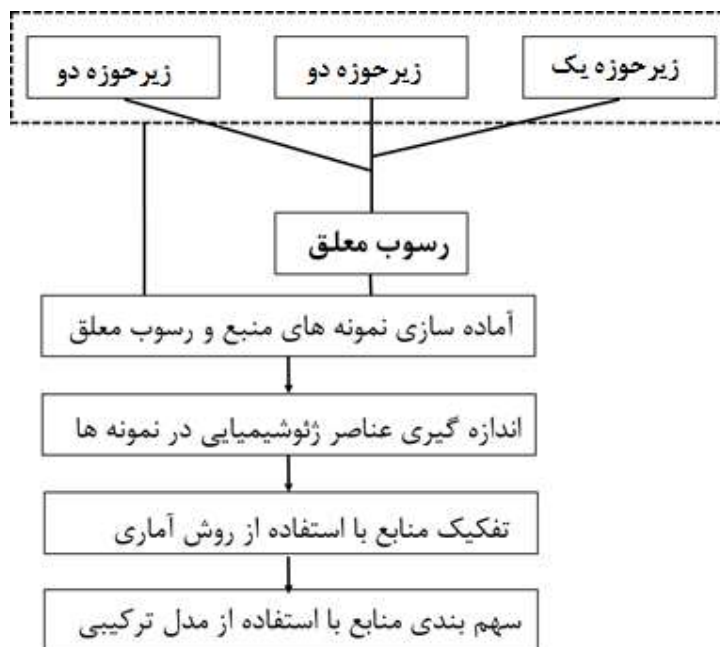 زیرحوزه یک
زیرحوزه دو
زیرحوزه دو
رسوب معلق
آماده سازی نمونه های منبع و رسوب معلق
اندازه گیری عناصر ژئوشیمیایی در نمونه ها
تفکیک منابع با استفاده از روش آماری
سهم بندی منابع با استفاده از مدل ترکیبی